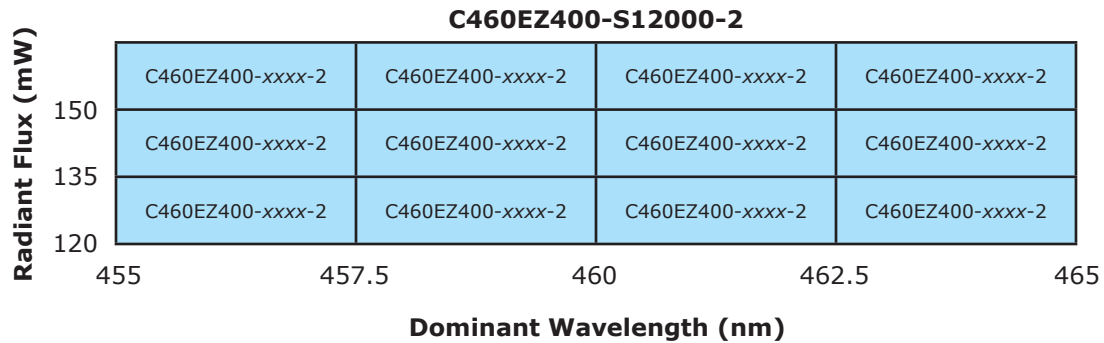 C460EZ400-S12000-2
Radiant Flux (mW)
C460EZ400-xxxx-2 C460EZ400-xxxx-2 C460EZ400-xxxx-2 C460EZ400-xxxx-2
150
C460EZ400-xxxx-2 C460EZ400-xxxx-2 C460EZ400-xxxx-2 C460EZ400-xxxx-2
135
C460EZ400-xxxx-2 C460EZ400-xxxx-2 C460EZ400-xxxx-2 C460EZ400-xxxx-2
120
455 457.5 460 462.5 465
Dominant Wavelength (nm)